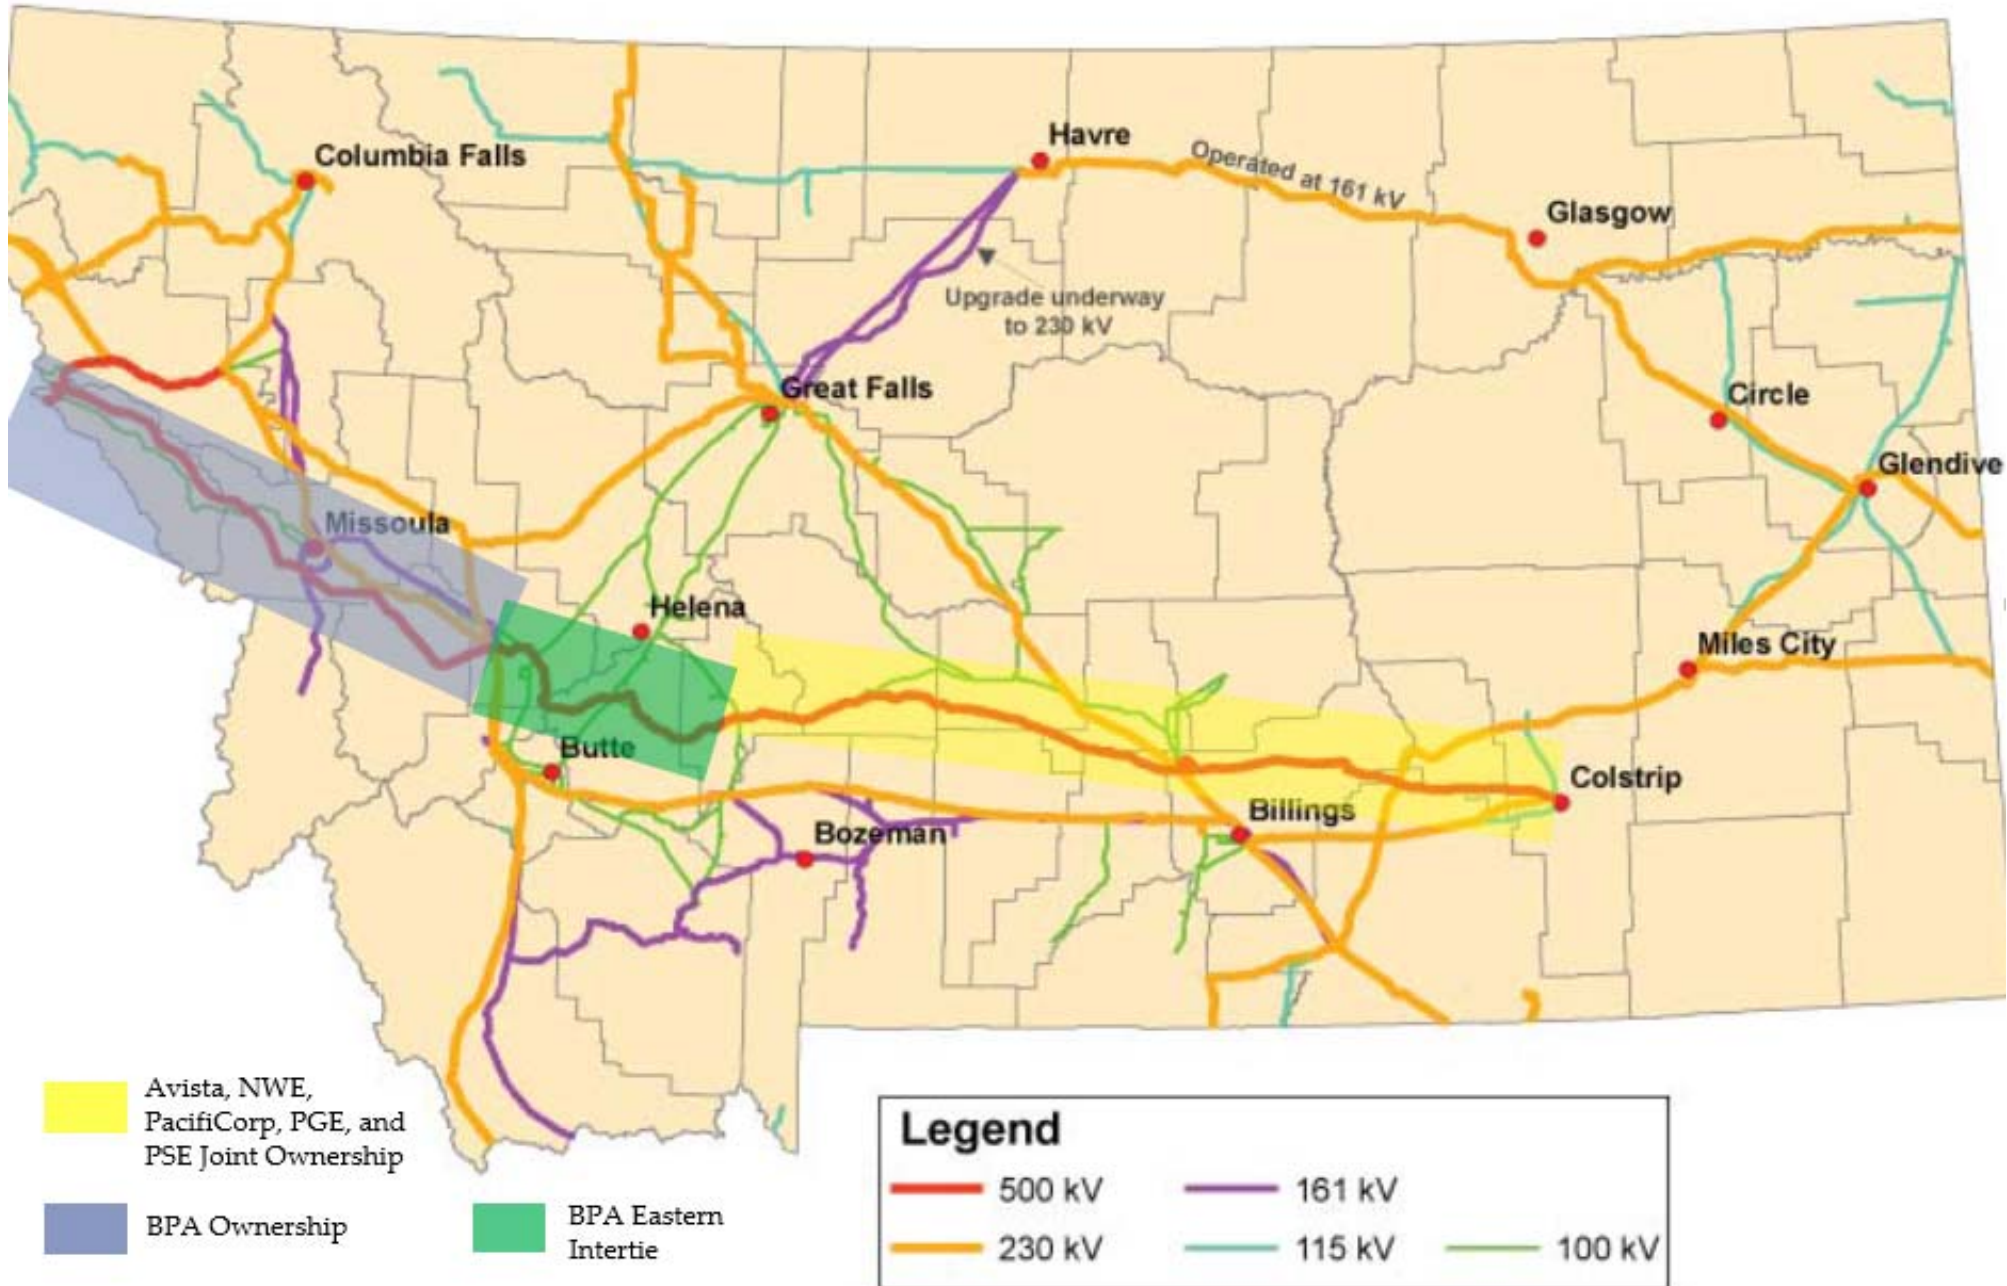 Columbia Falls
Havre
Operated at 161 kV
Glasgow
Upgrade underway
to 230 kV
Great Falls
Circle
Glendive
Missoula
Helena
Miles City
Butte
Colstrip
Billings
Bozeman
Avista, NWE,
PacifiCorp, PGE, and
PSE Joint Ownership
BPA Ownership
BPA Eastern
Intertie
Legend
500 kV
161 kV
230 kV
115 kV
100 kV